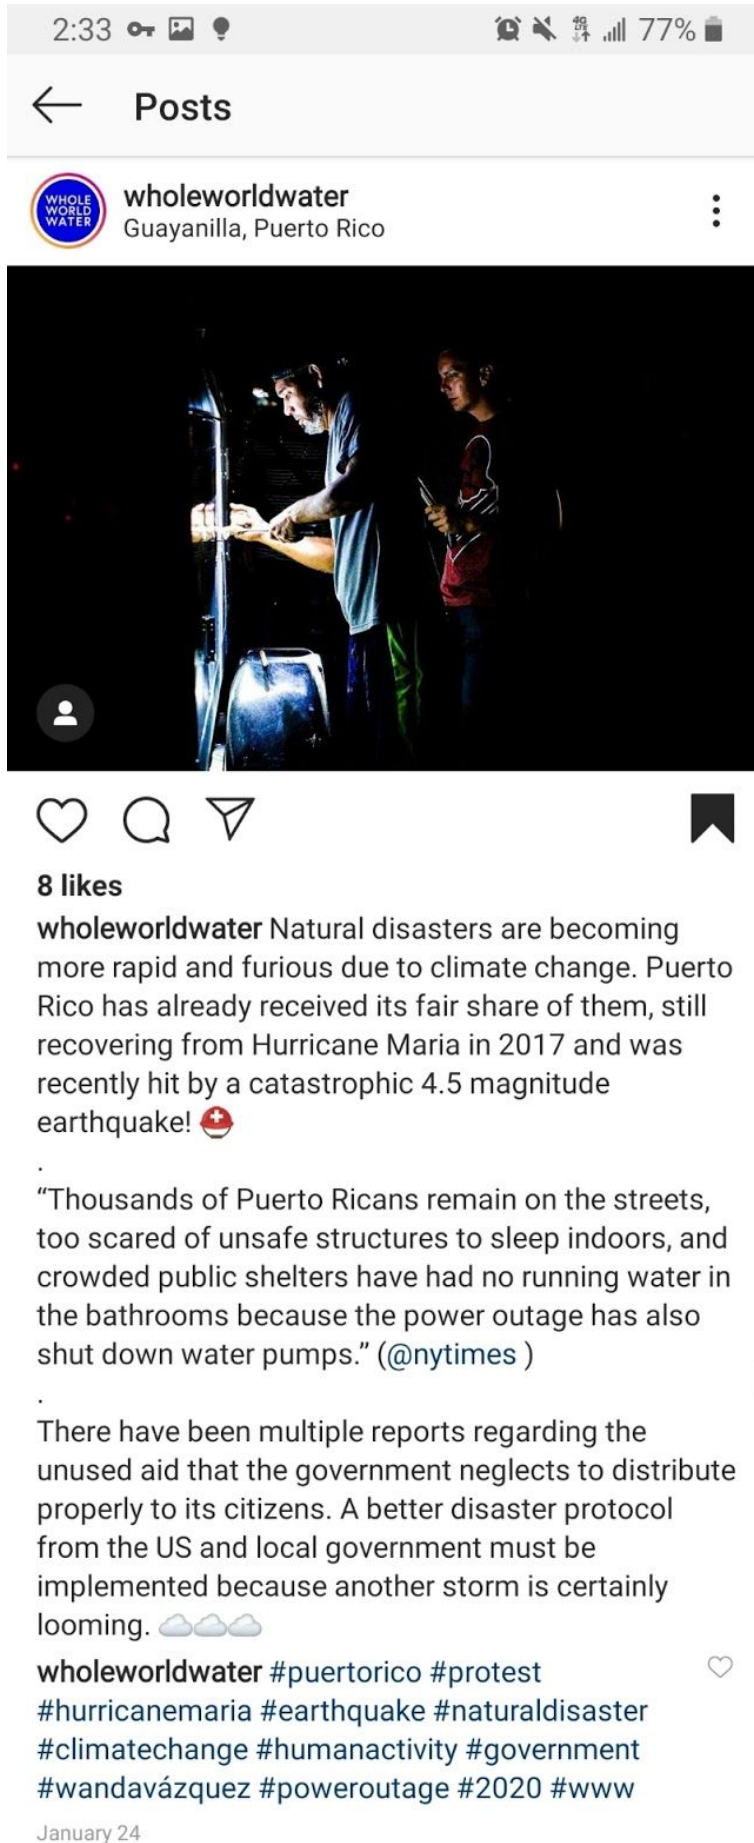 2:33 77%
Posts
WHOLE
WORLD
WATER
wholeworldwater
Guayanilla, Puerto Rico
8 likes
wholeworldwater Natural disasters are becoming
more rapid and furious due to climate change. Puerto
Rico has already received its fair share of them, still
recovering from Hurricane Maria in 2017 and was
recently hit by a catastrophic 4.5 magnitude
earthquake! ⛑
.
“Thousands of Puerto Ricans remain on the streets,
too scared of unsafe structures to sleep indoors, and
crowded public shelters have had no running water in
the bathrooms because the power outage has also
shut down water pumps.” (@nytimes )
.
There have been multiple reports regarding the
unused aid that the government neglects to distribute
properly to its citizens. A better disaster protocol
from the US and local government must be
implemented because another storm is certainly
looming. ☁☁☁
wholeworldwater #puertorico #protest
#hurricanemaria #earthquake #naturaldisaster
#climatechange #humanactivity #government
#wandavázquez #poweroutage #2020 #www
January 24